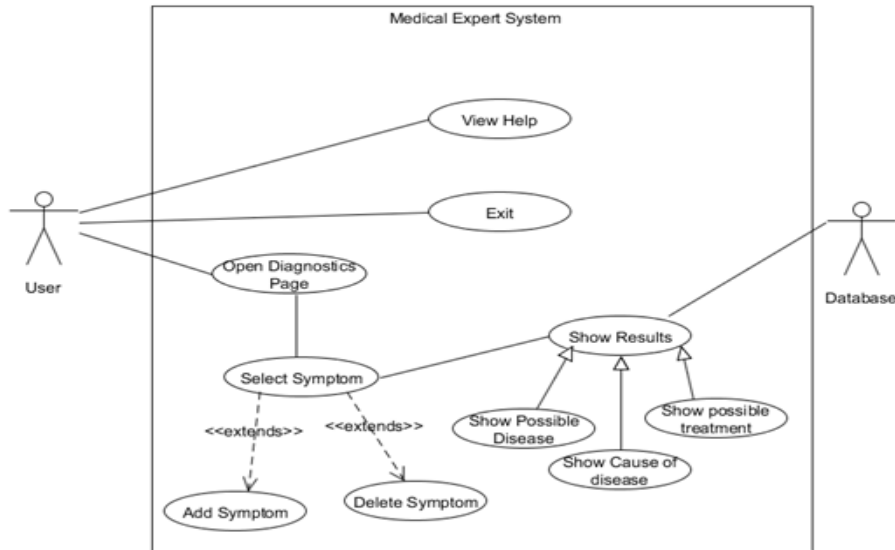 Medical Expert System
View Help
Exit
User
Open Diagnostics
Page
Database
Show Results
Select Symptom
<<extends>>
<<extends>>
Show Possible
Disease
Show possible
treatment
Show Cause of
disease
Add Symptom
Delete Symptom